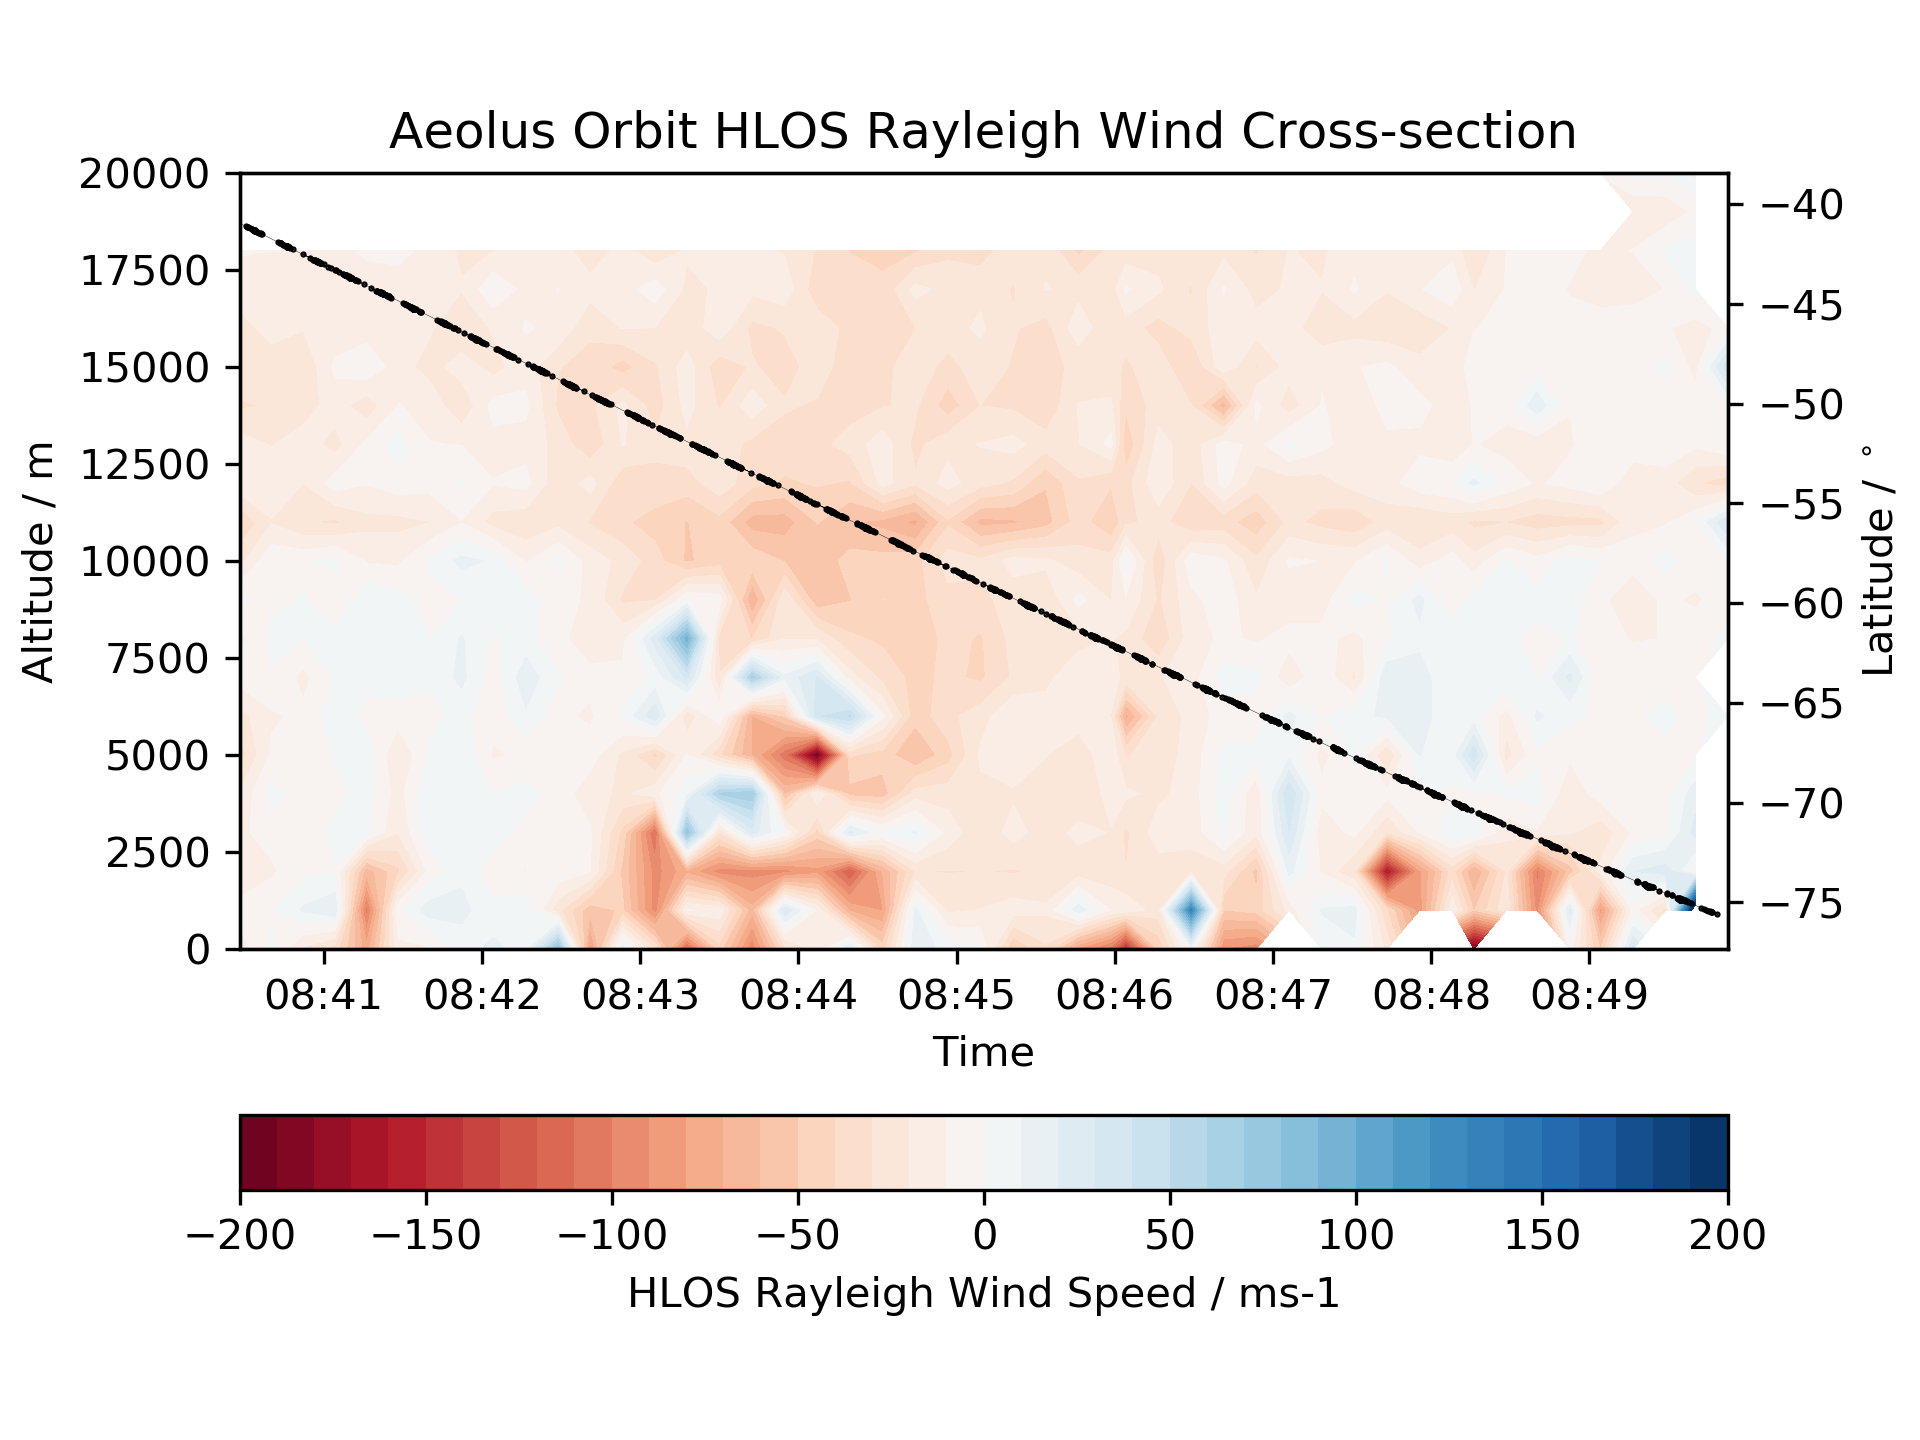 Aeolus Orbit HLOS Rayleigh Wind Cross-section
20000
17500
15000
12500
10000
7500
5000
2500
0
Altitude / m
−40
−45
−50
−55
−60
−65
−70
−75
Latitude / °
08:41 08:42 08:43 08:44 08:45 08:46 08:47 08:48 08:49
Time
−200 −150 −100 −50 0 50 100 150 200
HLOS Rayleigh Wind Speed / ms-1